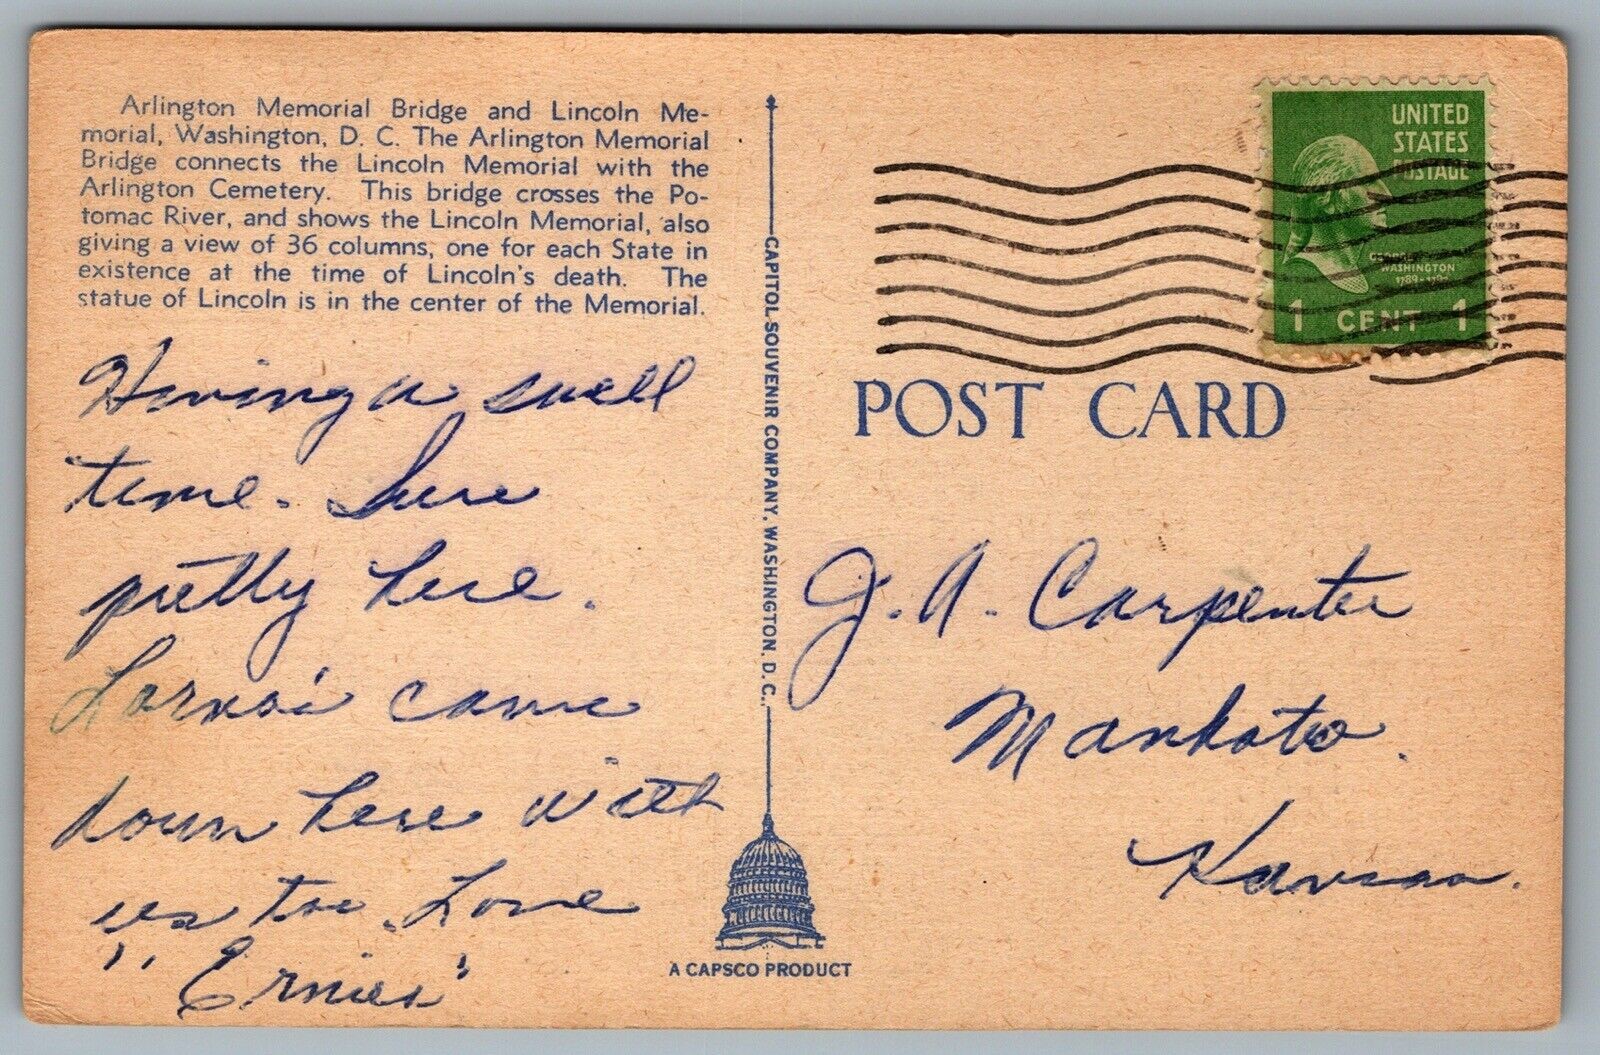 Arlington Memorial Bridge and Lincoln Me-
morial, Washington, D. C. The Arlington Memorial
Bridge connects the Lincoln Memorial with the
Arlington Cemetery. This bridge crosses the Po-
tomac River, and shows the Lincoln Memorial, also
giving a view of 36 columns, one for each State in
existence at the time of Lincoln's death. The
statue of Lincoln is in the center of the Memorial.
Having a swell
time. Sure
pretty here.
came
down here with
us too. Love
"Ernies"
CAPITOL SOUVENIR COMPANY, WASHINGTON, D. C.
A CAPSCO PRODUCT
UNITED
STATES
POSTAGE
WASHINGTON
1789-1797
1 CENT 1
POST CARD
J. A. Carpenter
Mankato.
Kansas.